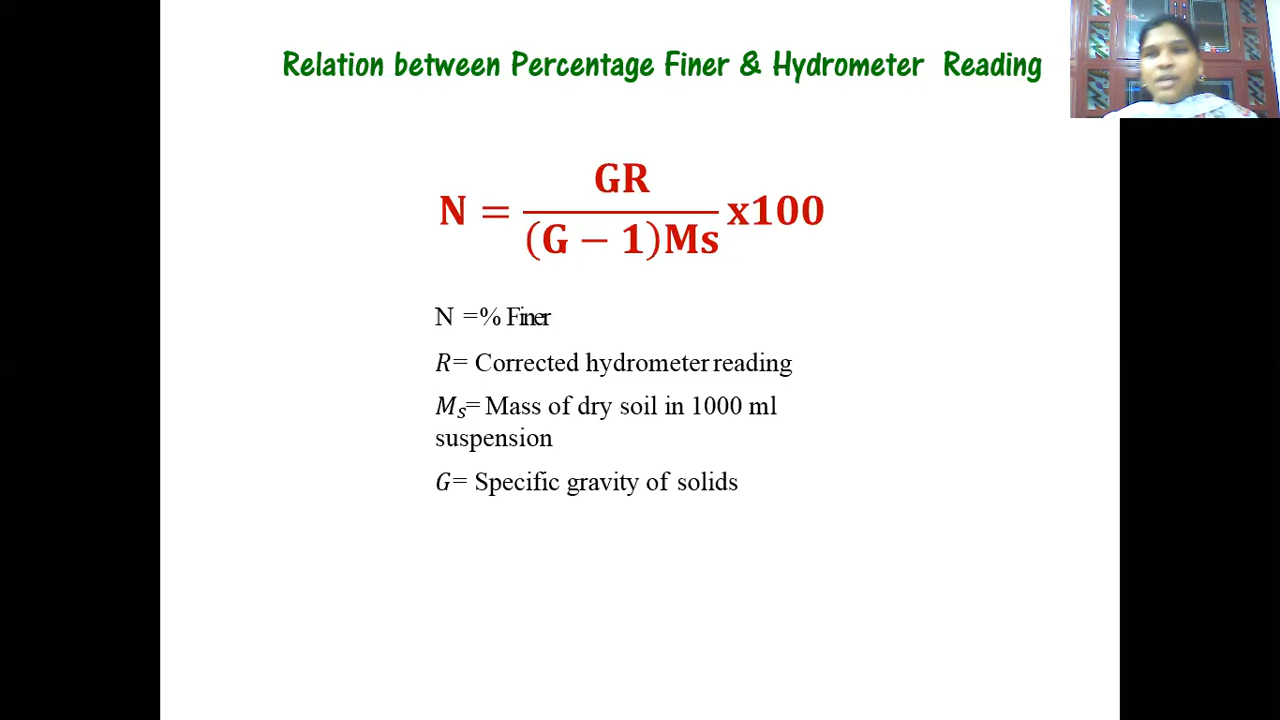 Relation between Percentage Finer & Hydrometer Reading
N = GR / (G − 1)Ms x100
N =% Finer
R= Corrected hydrometer reading
Ms= Mass of dry soil in 1000 ml
suspension
G= Specific gravity of solids